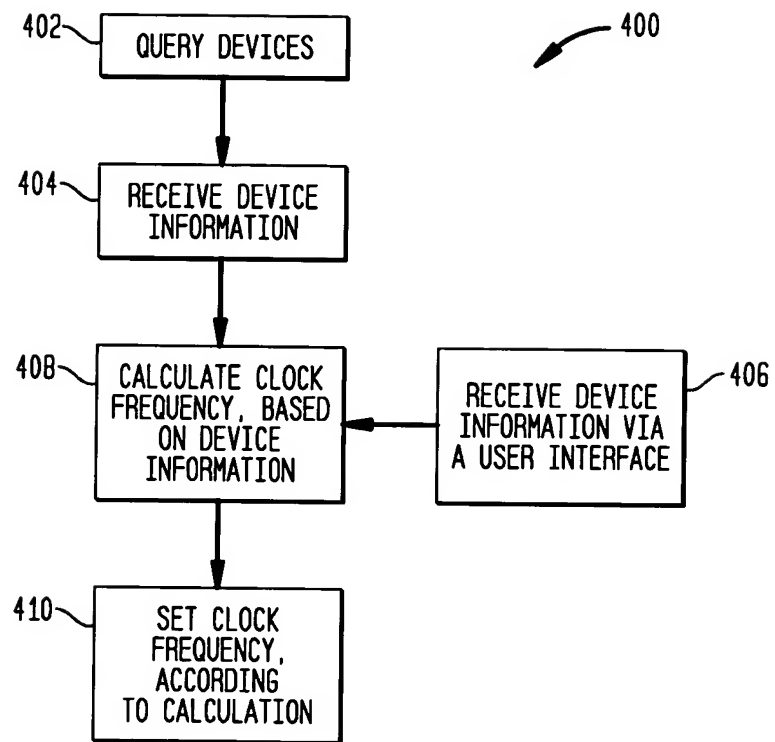 402
QUERY DEVICES
400
404
RECEIVE DEVICE
INFORMATION
408
CALCULATE CLOCK
FREQUENCY, BASED
ON DEVICE
INFORMATION
RECEIVE DEVICE
INFORMATION VIA
A USER INTERFACE
406
410
SET CLOCK
FREQUENCY,
ACCORDING
TO CALCULATION